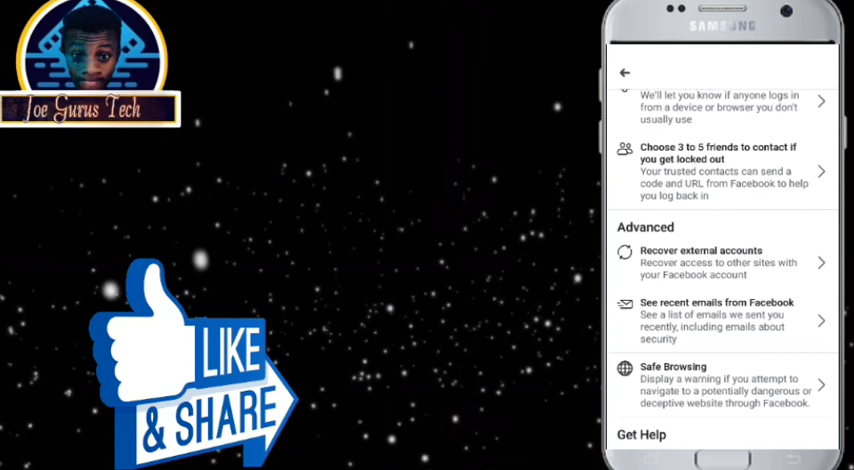 Joe Gurus Tech
LIKE
& SHARE
SAMSUNG
We'll let you know if anyone logs in
from a device or browser you don't
usually use
Choose 3 to 5 friends to contact if
you get locked out
Your trusted contacts can send a
code and URL from Facebook to help
you log back in
Advanced
Recover external accounts
Recover access to other sites with
your Facebook account
See recent emails from Facebook
See a list of emails we sent you
recently, including emails about
security
Safe Browsing
Display a warning if you attempt to
navigate to a potentially dangerous or
deceptive website through Facebook.
Get Help